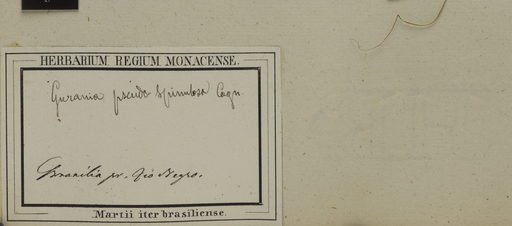 HERBARIUM REGIUM MONACENSE.
Gurania pseudo spinulosa Cogn.
Brasilia pr. Rio Negro.
Martii iter brasiliense.